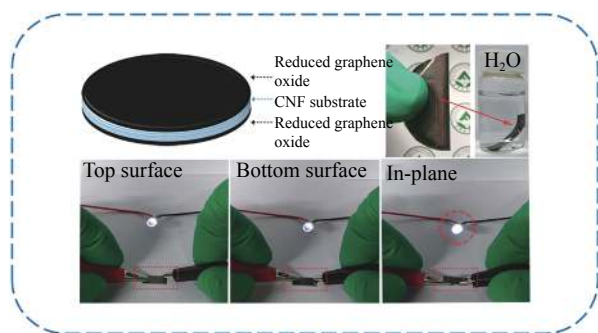 Reduced graphene
oxide
CNF substrate
Reduced graphene
oxide
H₂O
Top surface
Bottom surface
In-plane